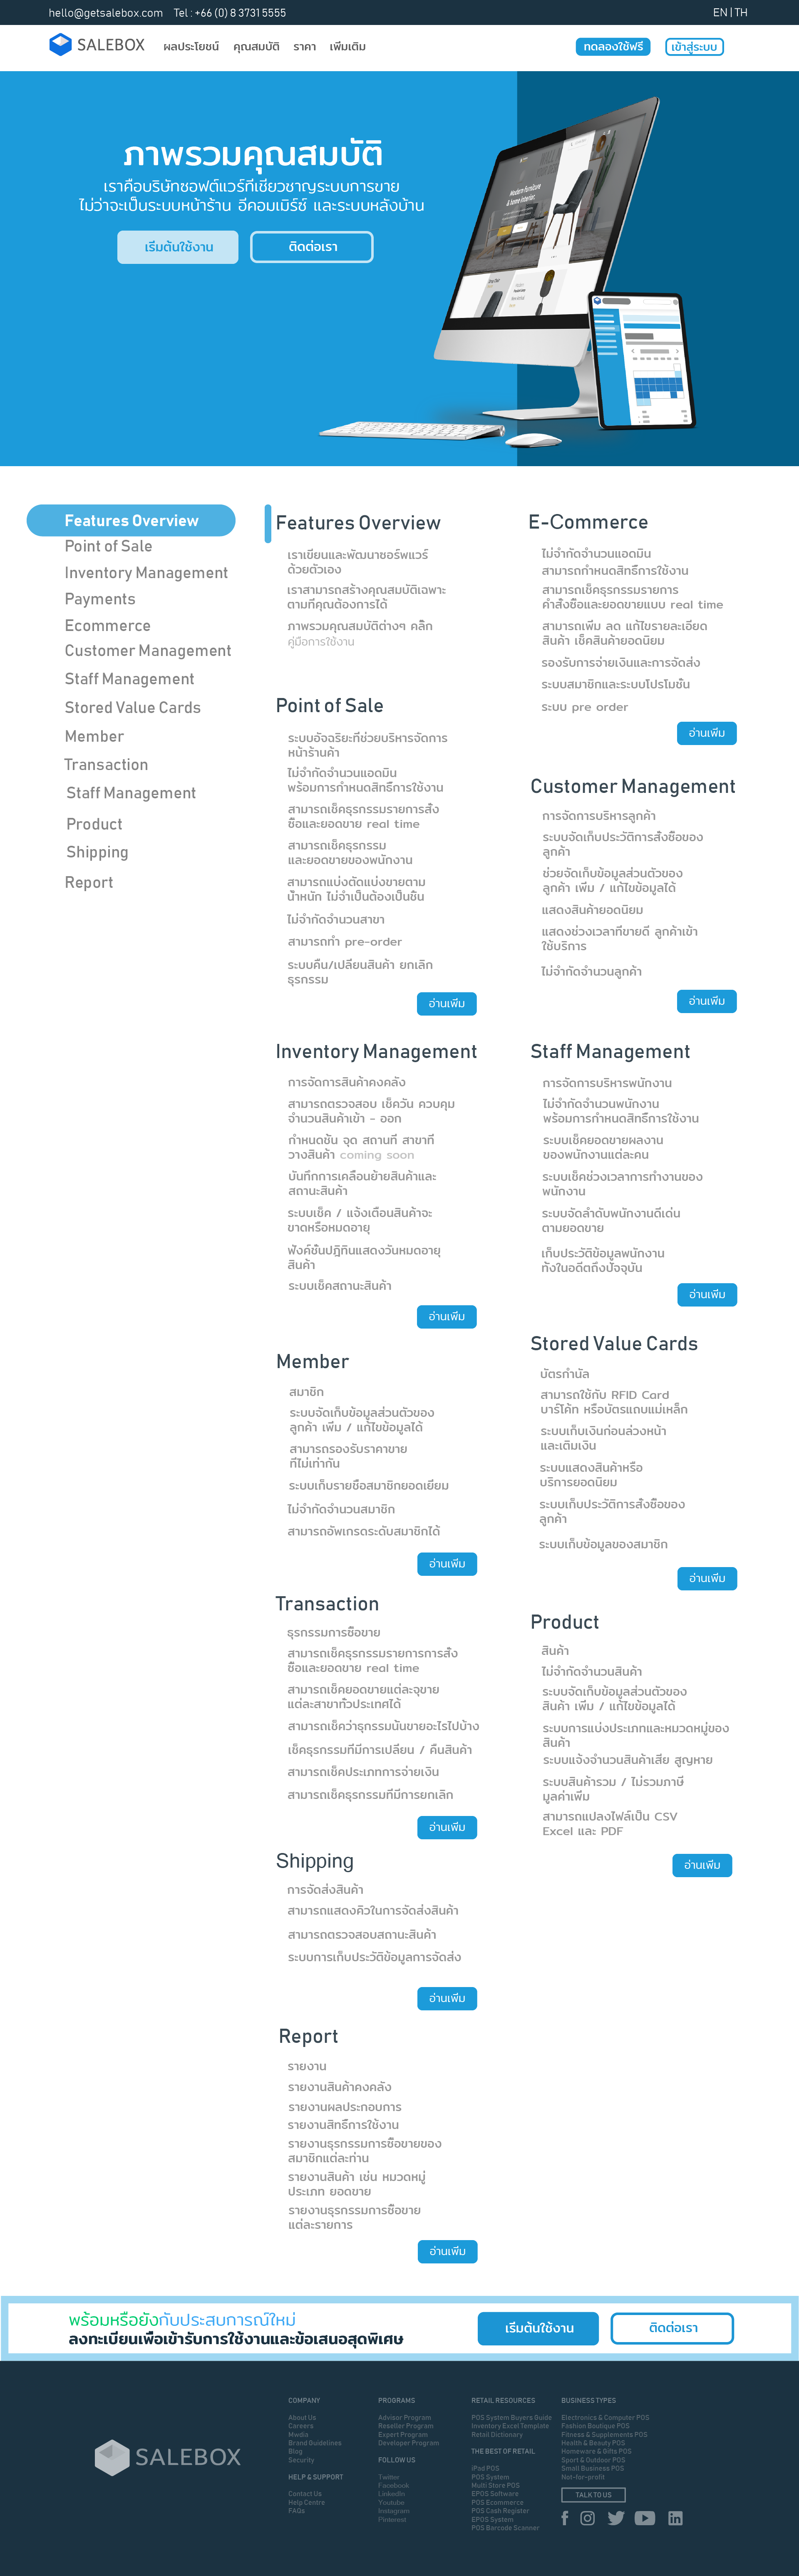 hello@getsalebox.com Tel : +66 (0) 8 3731 5555
EN | TH
SALEBOX
ผลประโยชน์ คุณสมบัติ ราคา เพิ่มเติม
ทดลองใช้ฟรี
เข้าสู่ระบบ
ภาพรวมคุณสมบัติ
เราคือบริษัทซอฟต์แวร์ที่เชี่ยวชาญระบบการขาย
ไม่ว่าจะเป็นระบบหน้าร้าน อีคอมเมิร์ซ และระบบหลังบ้าน
เริ่มต้นใช้งาน
ติดต่อเรา
Features Overview
Point of Sale
Inventory Management
Payments
Ecommerce
Customer Management
Staff Management
Stored Value Cards
Member
Transaction
Staff Management
Product
Shipping
Report
Features Overview
เราเขียนและพัฒนาซอร์พแวร์
ด้วยตัวเอง
เราสามารถสร้างคุณสมบัติเฉพาะ
ตามที่คุณต้องการได้
ภาพรวมคุณสมบัติต่างๆ คลิ๊ก
คู่มือการใช้งาน
Point of Sale
ระบบอัจฉริยะที่ช่วยบริหารจัดการ
หน้าร้านค้า
ไม่จำกัดจำนวนแอดมิน
พร้อมการกำหนดสิทธิ์การใช้งาน
สามารถเช็คธุรกรรมรายการสั่ง
ซื้อและยอดขาย real time
สามารถเช็คธุรกรรม
และยอดขายของพนักงาน
สามารถแบ่งตัดแบ่งขายตาม
น้ำหนัก ไม่จำเป็นต้องเป็นชิ้น
ไม่จำกัดจำนวนสาขา
สามารถทำ pre-order
ระบบคืน/เปลี่ยนสินค้า ยกเลิก
ธุรกรรม
อ่านเพิ่ม
Inventory Management
การจัดการสินค้าคงคลัง
สามารถตรวจสอบ เช็ควัน ควบคุม
จำนวนสินค้าเข้า - ออก
กำหนดชั้น จุด สถานที่ สาขาที่
วางสินค้า coming soon
บันทึกการเคลื่อนย้ายสินค้าและ
สถานะสินค้า
ระบบเช็ค / แจ้งเตือนสินค้าจะ
ขาดหรือหมดอายุ
ฟังค์ชั่นปฏิทินแสดงวันหมดอายุ
สินค้า
ระบบเช็คสถานะสินค้า
อ่านเพิ่ม
Member
สมาชิก
ระบบจัดเก็บข้อมูลส่วนตัวของ
ลูกค้า เพิ่ม / แก้ไขข้อมูลได้
สามารถรองรับราคาขาย
ที่ไม่เท่ากัน
ระบบเก็บรายชื่อสมาชิกยอดเยี่ยม
ไม่จำกัดจำนวนสมาชิก
สามารถอัพเกรดระดับสมาชิกได้
อ่านเพิ่ม
Transaction
ธุรกรรมการซื้อขาย
สามารถเช็คธุรกรรมรายการการสั่ง
ซื้อและยอดขาย real time
สามารถเช็คยอดขายแต่ละจุขาย
แต่ละสาขาทั่วประเทศได้
สามารถเช็คว่าธุกรรมนั้นขายอะไรไปบ้าง
เช็คธุรกรรมที่มีการเปลี่ยน / คืนสินค้า
สามารถเช็คประเภทการจ่ายเงิน
สามารถเช็คธุรกรรมที่มีการยกเลิก
อ่านเพิ่ม
Shipping
การจัดส่งสินค้า
สามารถแสดงคิวในการจัดส่งสินค้า
สามารถตรวจสอบสถานะสินค้า
ระบบการเก็บประวัติข้อมูลการจัดส่ง
อ่านเพิ่ม
Report
รายงาน
รายงานสินค้าคงคลัง
รายงานผลประกอบการ
รายงานสิทธิ์การใช้งาน
รายงานธุรกรรมการซื้อขายของ
สมาชิกแต่ละท่าน
รายงานสินค้า เช่น หมวดหมู่
ประเภท ยอดขาย
รายงานธุรกรรมการซื้อขาย
แต่ละรายการ
อ่านเพิ่ม
E-Commerce
ไม่จำกัดจำนวนแอดมิน
สามารถกำหนดสิทธิ์การใช้งาน
สามารถเช็คธุรกรรมรายการ
คำสั่งซื้อและยอดขายแบบ real time
สามารถเพิ่ม ลด แก้ไขรายละเอียด
สินค้า เช็คสินค้ายอดนิยม
รองรับการจ่ายเงินและการจัดส่ง
ระบบสมาชิกและระบบโปรโมชั่น
ระบบ pre order
อ่านเพิ่ม
Customer Management
การจัดการบริหารลูกค้า
ระบบจัดเก็บประวัติการสั่งซื้อของ
ลูกค้า
ช่วยจัดเก็บข้อมูลส่วนตัวของ
ลูกค้า เพิ่ม / แก้ไขข้อมูลได้
แสดงสินค้ายอดนิยม
แสดงช่วงเวลาที่ขายดี ลูกค้าเข้า
ใช้บริการ
ไม่จำกัดจำนวนลูกค้า
อ่านเพิ่ม
Staff Management
การจัดการบริหารพนักงาน
ไม่จำกัดจำนวนพนักงาน
พร้อมการกำหนดสิทธิ์การใช้งาน
ระบบเช็คยอดขายผลงาน
ของพนักงานแต่ละคน
ระบบเช็คช่วงเวลาการทำงานของ
พนักงาน
ระบบจัดลำดับพนักงานดีเด่น
ตามยอดขาย
เก็บประวัติข้อมูลพนักงาน
ทั้งในอดีตถึงปัจจุบัน
อ่านเพิ่ม
Stored Value Cards
บัตรกำนัล
สามารถใช้กับ RFID Card
บาร์โค้ท หรือบัตรแถบแม่เหล็ก
ระบบเก็บเงินก่อนล่วงหน้า
และเติมเงิน
ระบบแสดงสินค้าหรือ
บริการยอดนิยม
ระบบเก็บประวัติการสั่งซื้อของ
ลูกค้า
ระบบเก็บข้อมูลของสมาชิก
อ่านเพิ่ม
Product
สินค้า
ไม่จำกัดจำนวนสินค้า
ระบบจัดเก็บข้อมูลส่วนตัวของ
สินค้า เพิ่ม / แก้ไขข้อมูลได้
ระบบการแบ่งประเภทและหมวดหมู่ของ
สินค้า
ระบบแจ้งจำนวนสินค้าเสีย สูญหาย
ระบบสินค้ารวม / ไม่รวมภาษี
มูลค่าเพิ่ม
สามารถแปลงไฟล์เป็น CSV
Excel และ PDF
อ่านเพิ่ม
พร้อมหรือยังกับประสบการณ์ใหม่
ลงทะเบียนเพื่อเข้ารับการใช้งานและข้อเสนอสุดพิเศษ
เริ่มต้นใช้งาน
ติดต่อเรา
SALEBOX
COMPANY
About Us
Careers
Mwdia
Brand Guidelines
Blog
Security
HELP & SUPPORT
Contact Us
Help Centre
FAQs
PROGRAMS
Advisor Program
Reseller Program
Expert Program
Developer Program
FOLLOW US
Twitter
Facebook
LinkedIn
Youtube
Instagram
Pinterest
RETAIL RESOURCES
POS System Buyers Guide
Inventory Excel Template
Retail Dictionary
THE BEST OF RETAIL
iPad POS
POS System
Multi Store POS
EPOS Software
POS Ecommerce
POS Cash Register
EPOS System
POS Barcode Scanner
BUSINESS TYPES
Electronics & Computer POS
Fashion Boutique POS
Fitness & Supplements POS
Health & Beauty POS
Homeware & Gifts POS
Sport & Outdoor POS
Small Business POS
Not-for-profit
TALK TO US